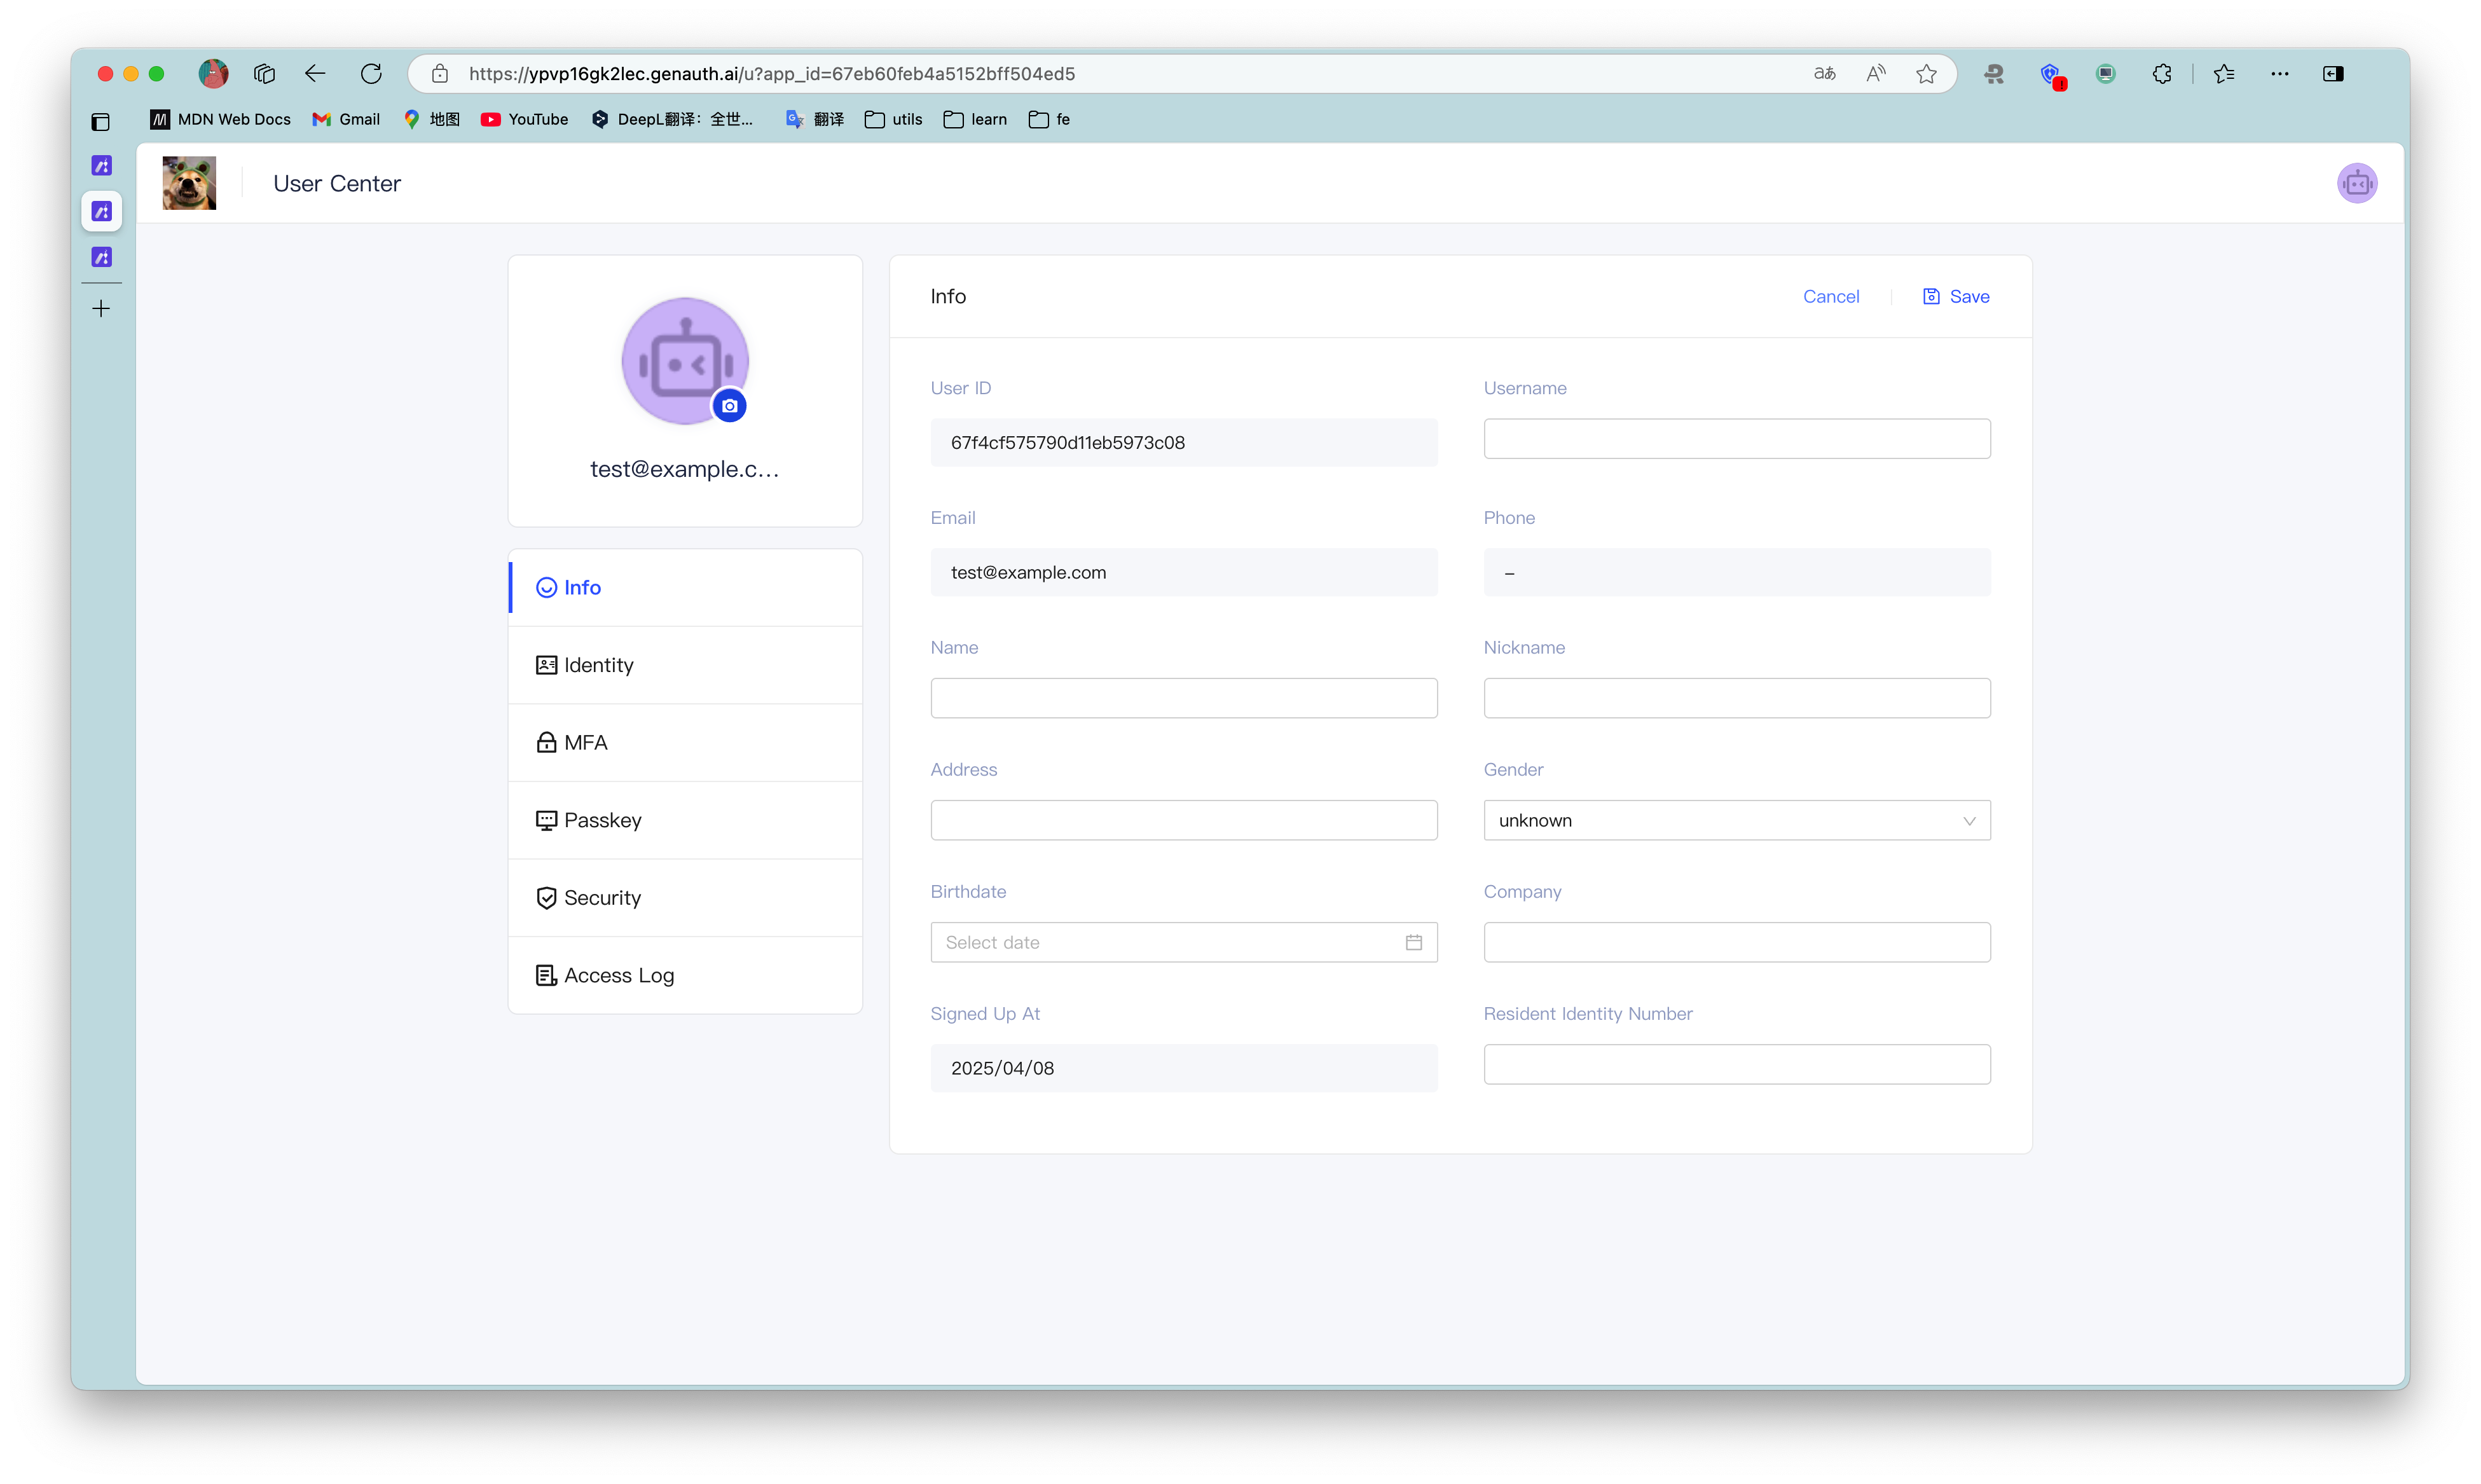 https://ypvp16gk2lec.genauth.ai/u?app_id=67eb60feb4a5152bff504ed5
aあ
MDN Web Docs
Gmail
地图
YouTube
DeepL翻译：全世...
翻译
utils
learn
fe
User Center
test@example.c...
Info
Identity
MFA
Passkey
Security
Access Log
Info
Cancel
Save
User ID
Username
67f4cf575790d11eb5973c08
Email
Phone
test@example.com
–
Name
Nickname
Address
Gender
unknown
Birthdate
Company
Select date
Signed Up At
Resident Identity Number
2025/04/08